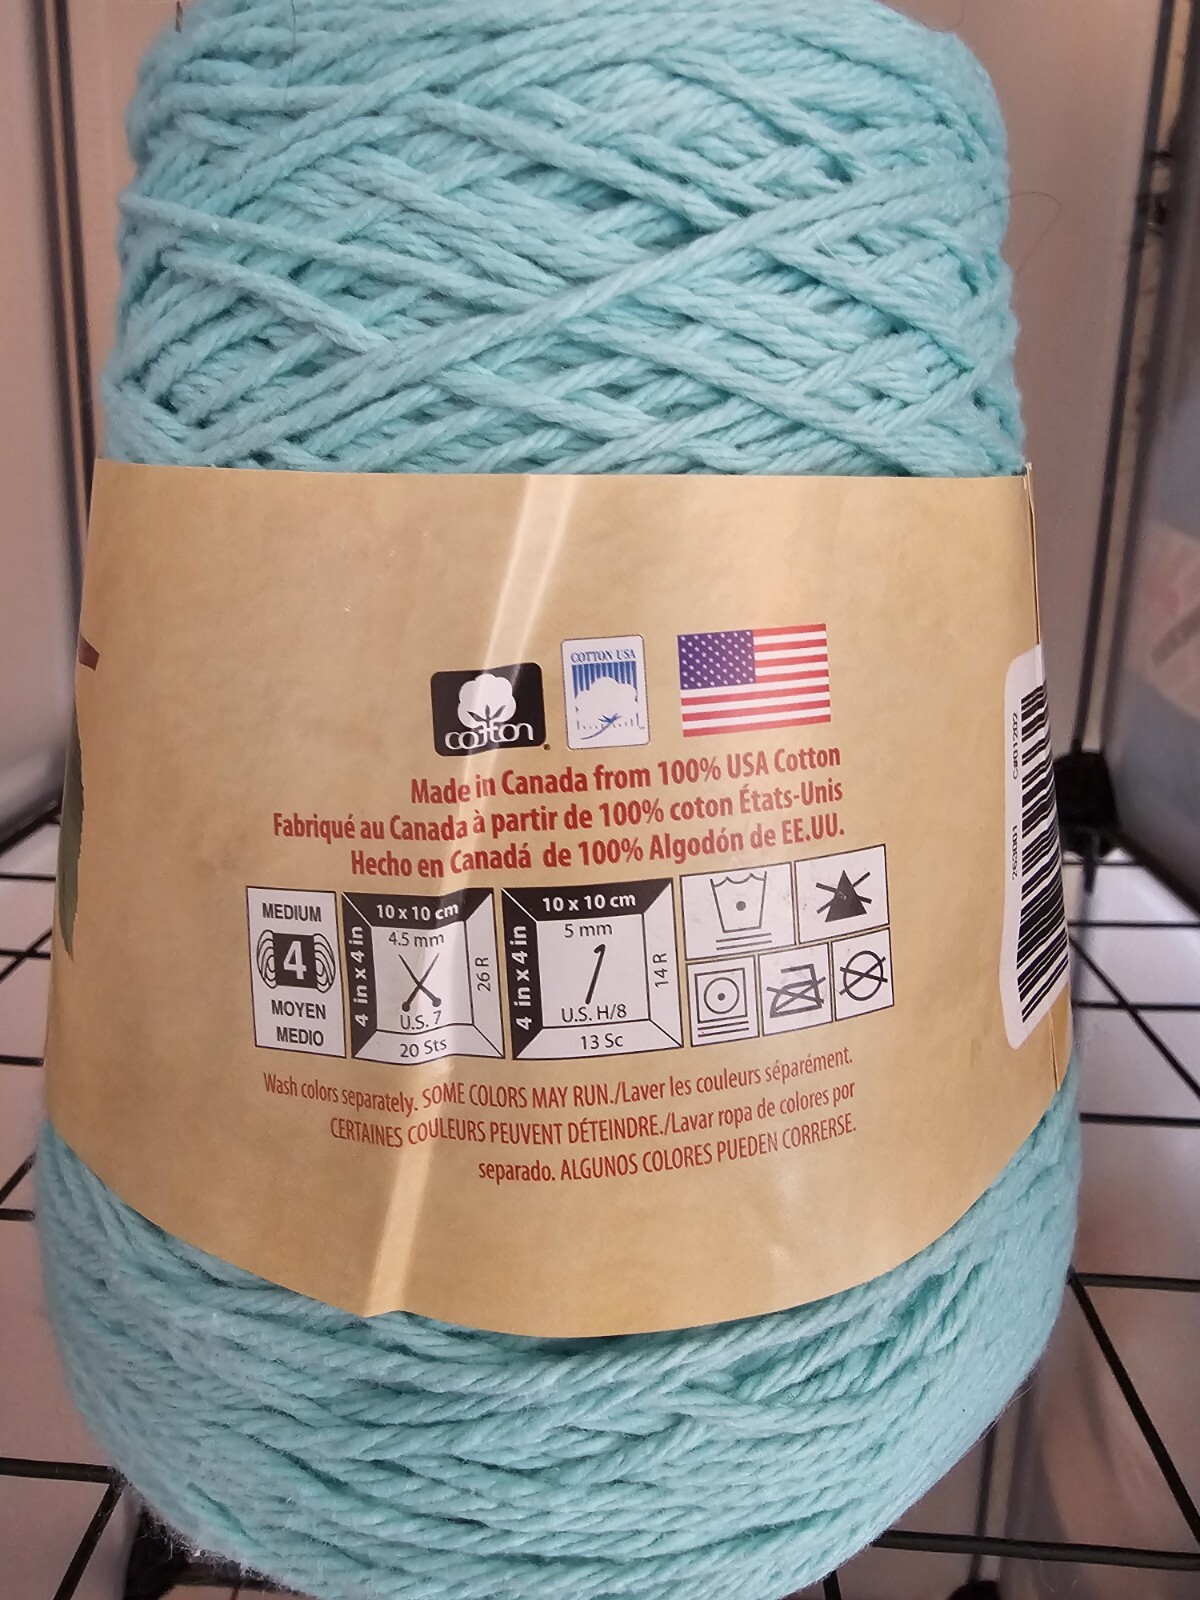 cotton®
COTTON USA
Made in Canada from 100% USA Cotton
Fabriqué au Canada à partir de 100% coton États-Unis
Hecho en Canadá de 100% Algodón de EE.UU.
MEDIUM
4
MOYEN
MEDIO
10 x 10 cm
4 in x 4 in
4.5 mm
26 R
U.S. 7
20 Sts
10 x 10 cm
4 in x 4 in
5 mm
14 R
U.S. H/8
13 Sc
Wash colors separately. SOME COLORS MAY RUN./Laver les couleurs séparément.
CERTAINES COULEURS PEUVENT DÉTEINDRE./Lavar ropa de colores por
separado. ALGUNOS COLORES PUEDEN CORRERSE.
263001 C#01202